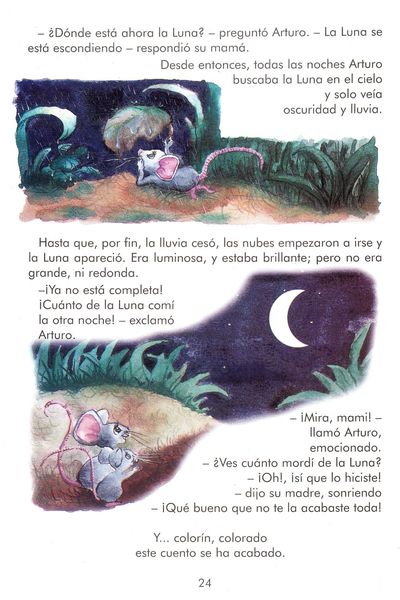 – ¿Dónde está ahora la Luna? – preguntó Arturo. – La Luna se
está escondiendo – respondió su mamá.
Desde entonces, todas las noches Arturo
buscaba la Luna en el cielo
y solo veía
oscuridad y lluvia.
Hasta que, por fin, la lluvia cesó, las nubes empezaron a irse y
la Luna apareció. Era luminosa, y estaba brillante; pero no era
grande, ni redonda.
–¡Ya no está completa!
¡Cuánto de la Luna comí
la otra noche! – exclamó
Arturo.
– ¡Mira, mami! –
llamó Arturo,
emocionado.
– ¿Ves cuánto mordí de la Luna?
– ¡Oh!, ¡sí que lo hiciste!
– dijo su madre, sonriendo
– ¡Qué bueno que no te la acabaste toda!
Y... colorín, colorado
este cuento se ha acabado.
24